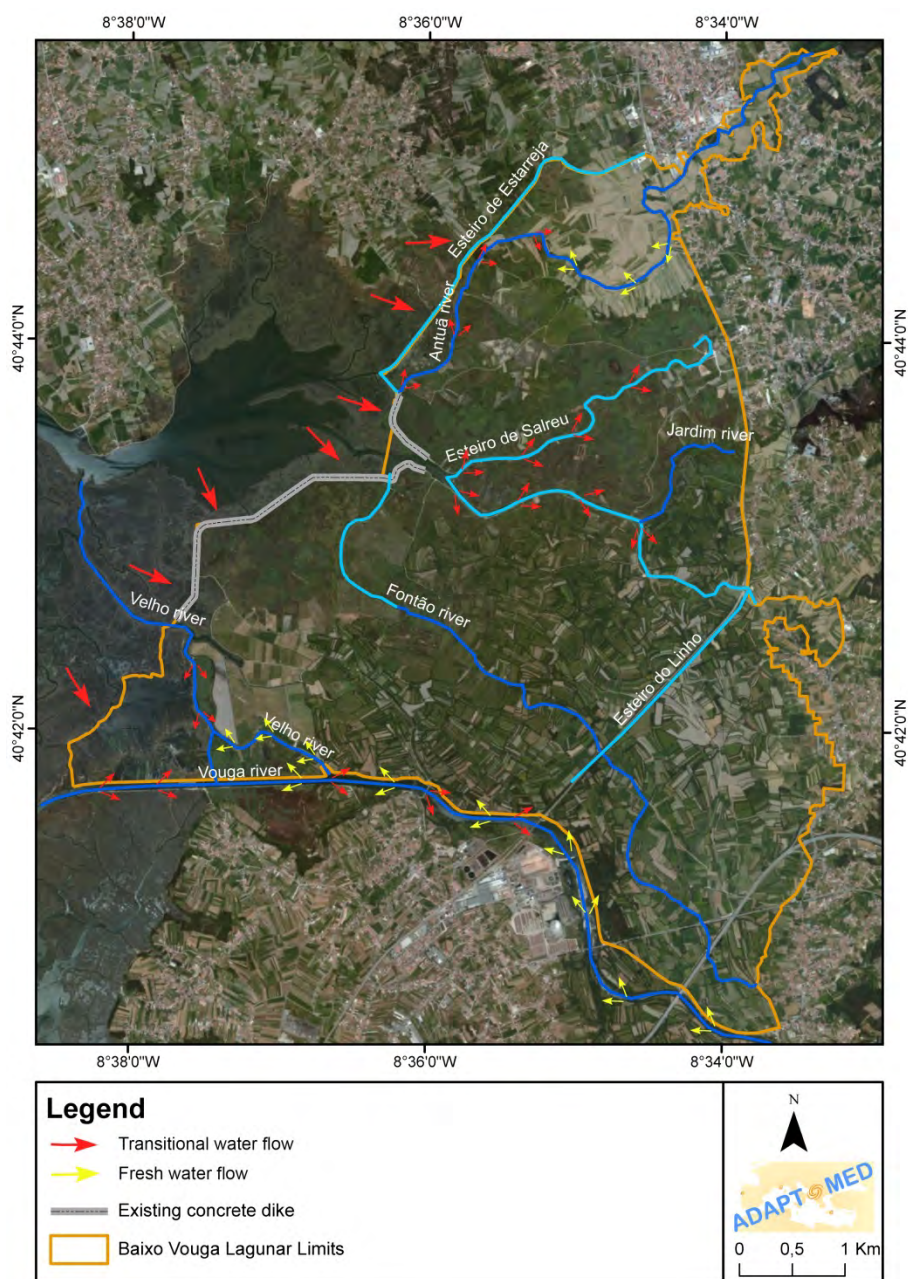 8°38'0"W
8°36'0"W
8°34'0"W
Esteiro de Estarreja
Antuã river
40°44'0"N
40°44'0"N
Esteiro de Salreu
Jardim river
Velho river
Fontão river
Esteiro do Linho
40°42'0"N
40°42'0"N
Velho river
Vouga river
8°38'0"W
8°36'0"W
8°34'0"W
Legend
Transitional water flow
Fresh water flow
Existing concrete dike
Baixo Vouga Lagunar Limits
N
ADAPT MED
0 0,5 1 Km